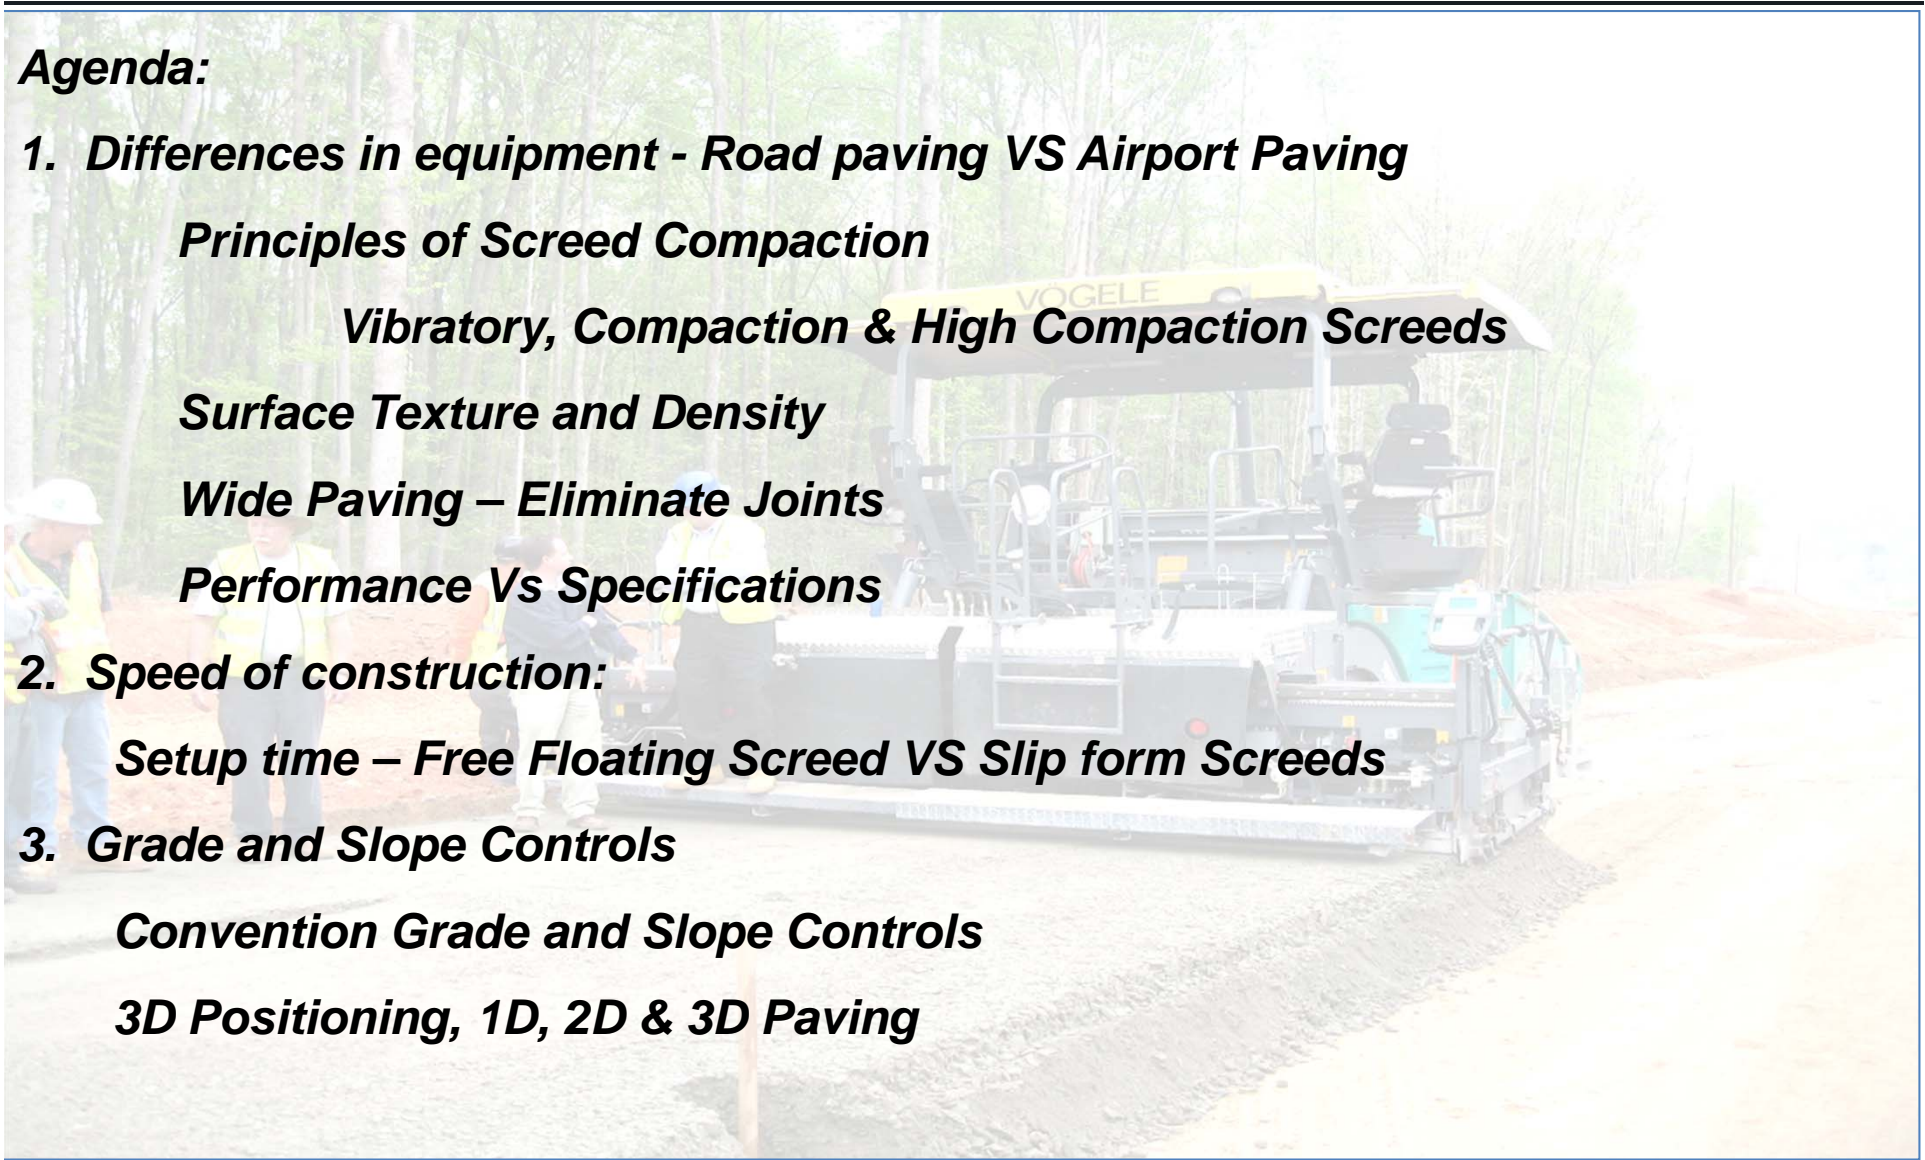 Agenda:
1. Differences in equipment - Road paving VS Airport Paving
Principles of Screed Compaction
Vibratory, Compaction & High Compaction Screeds
VÖGELE
Surface Texture and Density
Wide Paving – Eliminate Joints
Performance Vs Specifications
2. Speed of construction:
Setup time – Free Floating Screed VS Slip form Screeds
3. Grade and Slope Controls
Convention Grade and Slope Controls
3D Positioning, 1D, 2D & 3D Paving